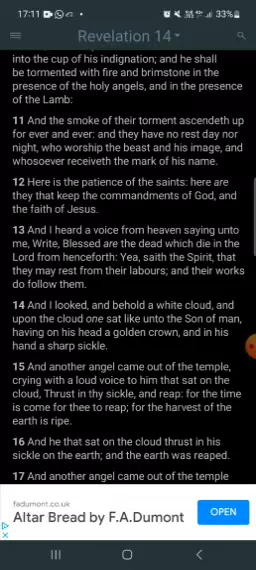 17:11
33%
Revelation 14
into the cup of his indignation; and he shall
be tormented with fire and brimstone in the
presence of the holy angels, and in the presence
of the Lamb:
11 And the smoke of their torment ascendeth up
for ever and ever: and they have no rest day nor
night, who worship the beast and his image, and
whosoever receiveth the mark of his name.
12 Here is the patience of the saints: here are
they that keep the commandments of God, and
the faith of Jesus.
13 And I heard a voice from heaven saying unto
me, Write, Blessed are the dead which die in the
Lord from henceforth: Yea, saith the Spirit, that
they may rest from their labours; and their works
do follow them.
14 And I looked, and behold a white cloud, and
upon the cloud one sat like unto the Son of man,
having on his head a golden crown, and in his
hand a sharp sickle.
15 And another angel came out of the temple,
crying with a loud voice to him that sat on the
cloud, Thrust in thy sickle, and reap: for the time
is come for thee to reap; for the harvest of the
earth is ripe.
16 And he that sat on the cloud thrust in his
sickle on the earth; and the earth was reaped.
17 And another angel came out of the temple
fadumont.co.uk
Altar Bread by F.A.Dumont
OPEN